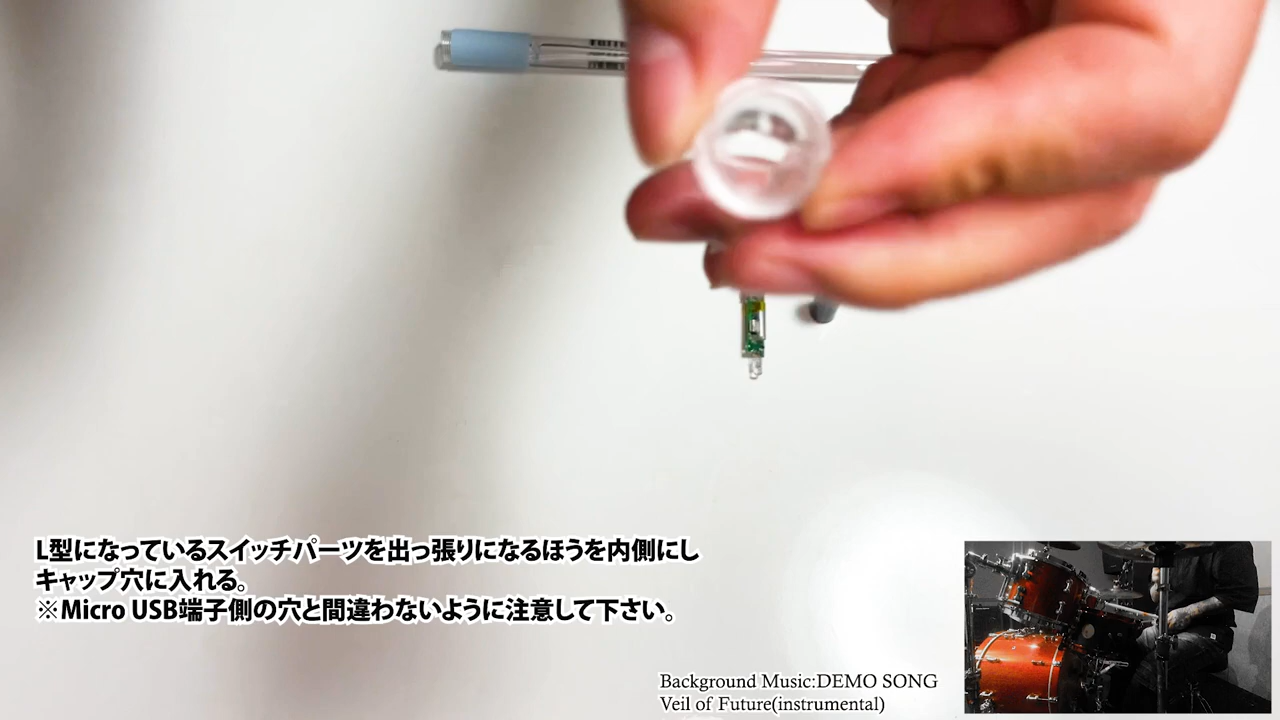 L型になっているスイッチパーツを出っ張りになるほうを内側にし
キャップ穴に入れる。
※Micro USB端子側の穴と間違わないように注意して下さい。
Background Music:DEMO SONG
Veil of Future(instrumental)